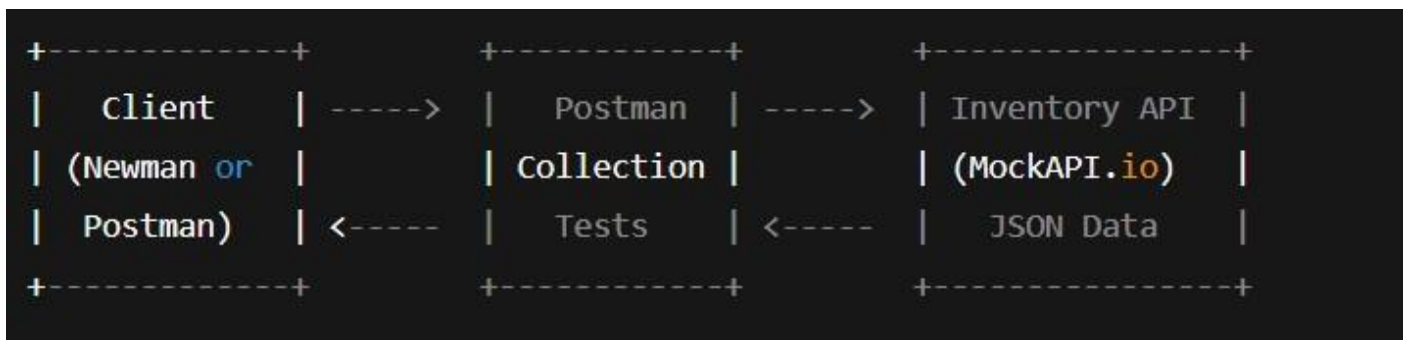 +-------------+ +------------+ +-----------------+
| Client | -----> | Postman | -----> | Inventory API |
| (Newman or | | Collection | | (MockAPI.io) |
| Postman) | <----- | Tests | <----- | JSON Data |
+-------------+ +------------+ +-----------------+